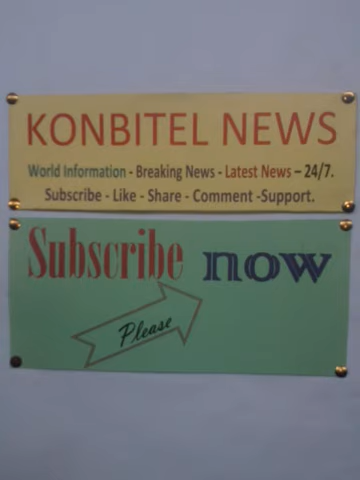 KONBITEL NEWS
World Information - Breaking News - Latest News – 24/7.
Subscribe - Like - Share - Comment -Support.
Subscribe now
Please